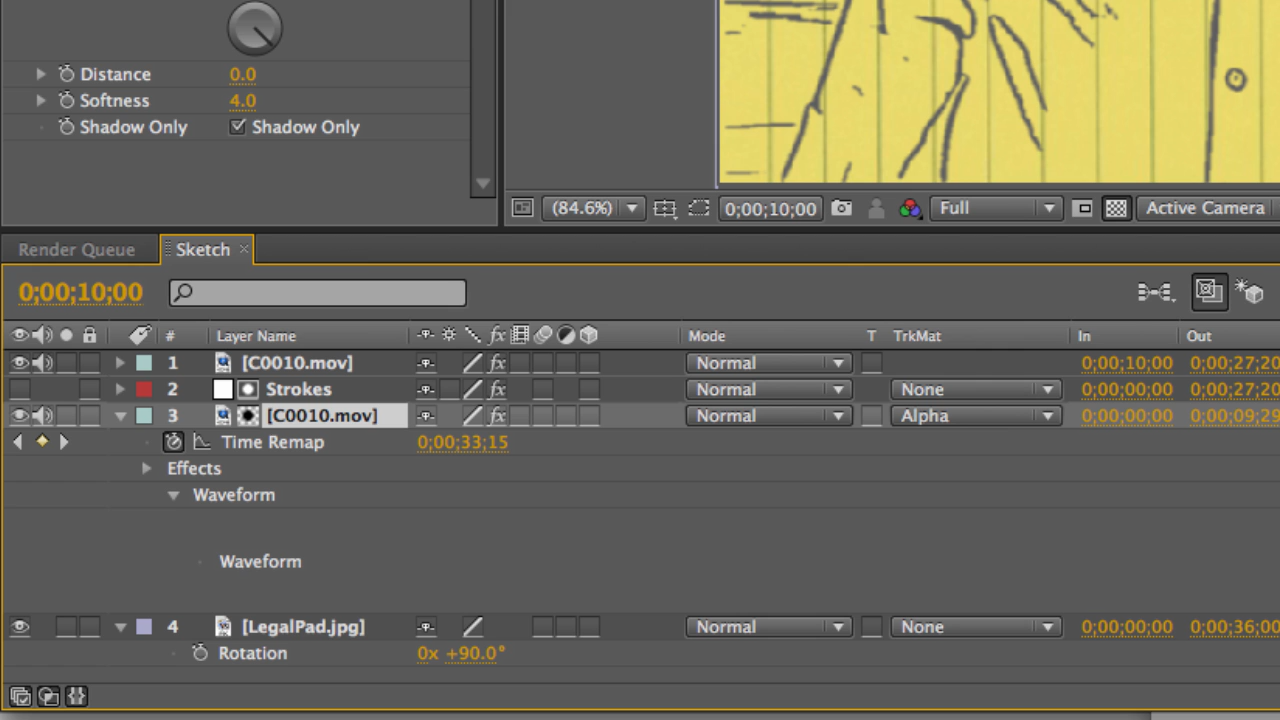 Distance 0.0
Softness 4.0
Shadow Only Shadow Only
(84.6%) 0;00;10;00 Full Active Camera
Render Queue Sketch ×
0;00;10;00
# Layer Name fx Mode T TrkMat In Out
1 [C0010.mov] fx Normal 0;00;10;00 0;00;27;20
2 Strokes fx Normal None 0;00;00;00 0;00;27;20
3 [C0010.mov] fx Normal Alpha 0;00;00;00 0;00;09;29
Time Remap 0;00;33;15
Effects
Waveform
Waveform
4 [LegalPad.jpg] Normal None 0;00;00;00 0;00;36;00
Rotation 0x +90.0°